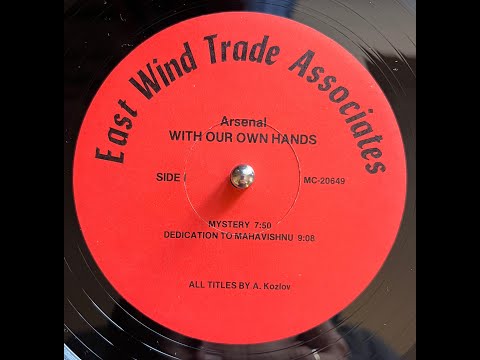 East Wind Trade Associates
Arsenal
WITH OUR OWN HANDS
SIDE I
MC-20649
MYSTERY 7:50
DEDICATION TO MAHAVISHNU 9:08
ALL TITLES BY A. Kozlov